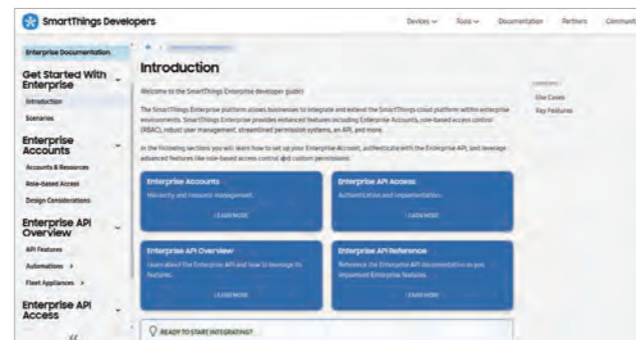 SmartThings Developers
Devices Tools Documentation Partners Communit
Enterprise Documentation
Get Started With
Enterprise
Introduction
Scenarios
Enterprise
Accounts
Accounts & Resources
Role-Based Access
Design Considerations
Enterprise API
Overview
API Features
Automations >
Fleet Appliances >
Enterprise API
Access
Introduction
Welcome to the SmartThings Enterprise developer guides
The SmartThings Enterprise platform allows businesses to integrate and extend the SmartThings cloud platform within enterprise
environments. SmartThings Enterprise provides enhanced features including Enterprise Accounts, role-based access control
(RBAC), robust user management, streamlined permission systems, an API, and more.
In the following sections you will learn how to set up your Enterprise Account, authenticate with the Enterprise API, and leverage
advanced features like role-based access control and custom permissions.
Enterprise Accounts
Hierarchy and resource management.
LEARN MORE
Enterprise API Access
Authentication and implementation.
LEARN MORE
Enterprise API Overview
Learn about the Enterprise API and how to leverage its
features.
LEARN MORE
Enterprise API Reference
Reference the Enterprise API documentation as you
implement Enterprise features.
LEARN MORE
READY TO START INTEGRATING?
Use Cases
Key Features